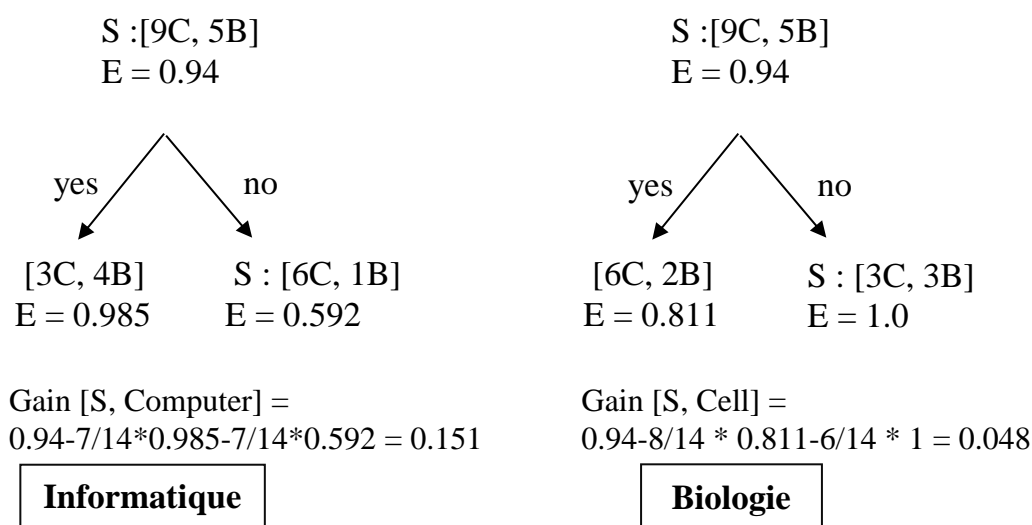 S :[9C, 5B]
E = 0.94
yes
no
[3C, 4B]
E = 0.985
S : [6C, 1B]
E = 0.592
Gain [S, Computer] =
0.94-7/14*0.985-7/14*0.592 = 0.151
Informatique
S :[9C, 5B]
E = 0.94
yes
no
[6C, 2B]
E = 0.811
S : [3C, 3B]
E = 1.0
Gain [S, Cell] =
0.94-8/14 * 0.811-6/14 * 1 = 0.048
Biologie